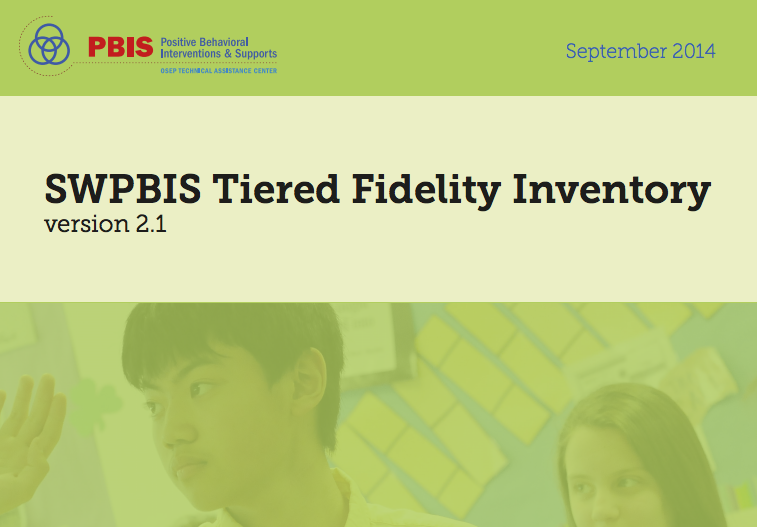 PBIS Positive Behavioral
Interventions & Supports
OSEP TECHNICAL ASSISTANCE CENTER
September 2014
SWPBIS Tiered Fidelity Inventory
version 2.1